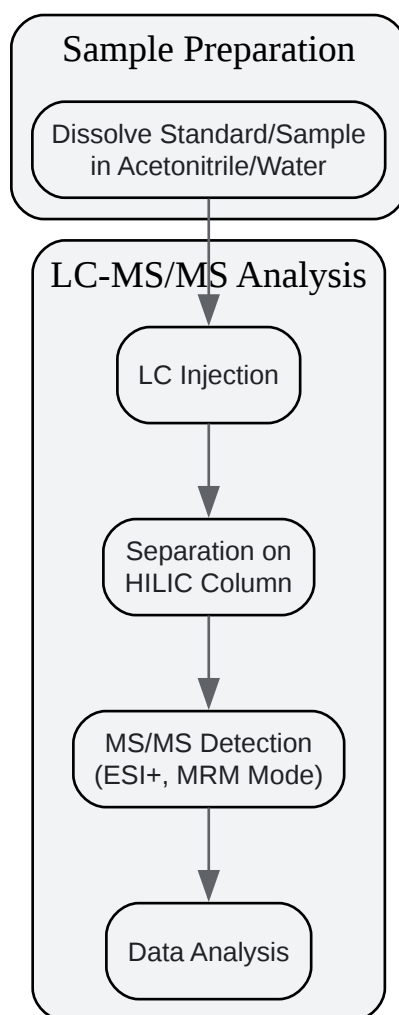 Sample Preparation
Dissolve Standard/Sample
in Acetonitrile/Water
LC-MS/MS Analysis
LC Injection
Separation on
HILIC Column
MS/MS Detection
(ESI+, MRM Mode)
Data Analysis